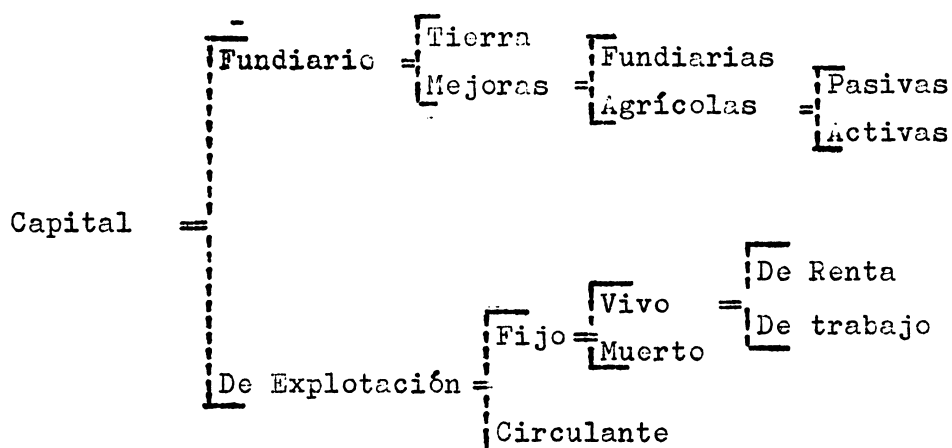 Tierra
Fundiario
Fundiarias
Mejoras
Pasivas
Agrícolas
Activas
Capital
De Renta
Vivo
Fijo
De trabajo
Muerto
De Explotación
Circulante